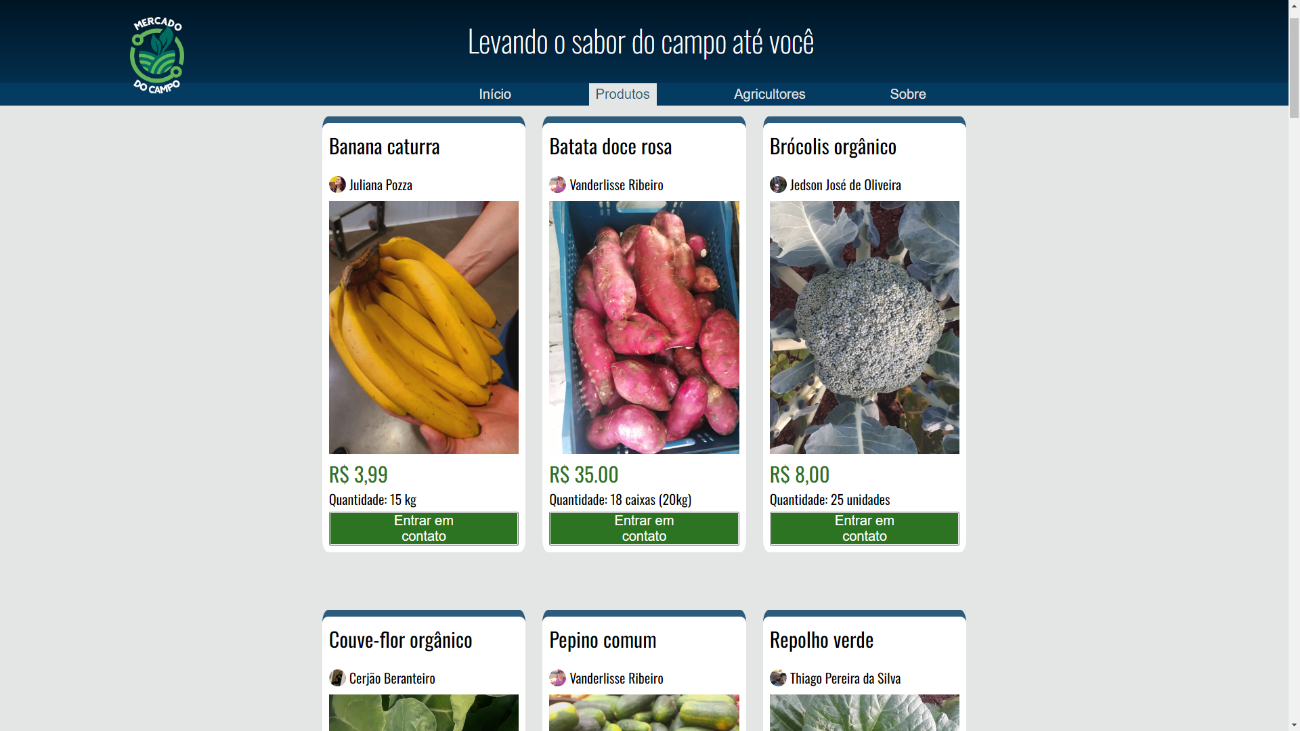 MERCADO
DO CAMPO
Levando o sabor do campo até você
Início
Produtos
Agricultores
Sobre
Banana caturra
Juliana Pozza
R$ 3,99
Quantidade: 15 kg
Entrar em
contato
Batata doce rosa
Vanderlisse Ribeiro
R$ 35.00
Quantidade: 18 caixas (20kg)
Entrar em
contato
Brócolis orgânico
Jedson José de Oliveira
R$ 8,00
Quantidade: 25 unidades
Entrar em
contato
Couve-flor orgânico
Cerjão Beranteiro
Pepino comum
Vanderlisse Ribeiro
Repolho verde
Thiago Pereira da Silva